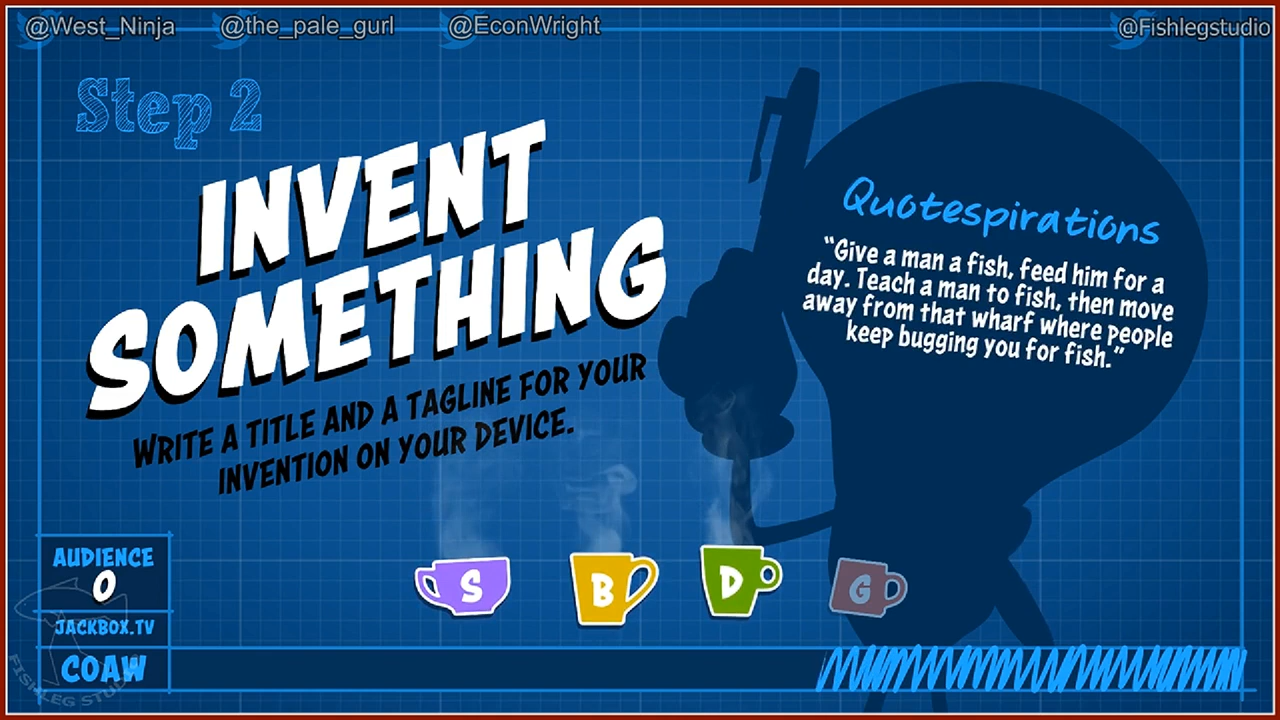 @West_Ninja @the_pale_gurl @EconWright @Fishlegstudio
Step 2
INVENT
SOMETHING
WRITE A TITLE AND A TAGLINE FOR YOUR
INVENTION ON YOUR DEVICE.
Quotespirations
“Give a man a fish, feed him for a
day. Teach a man to fish, then move
away from that wharf where people
keep bugging you for fish.”
S B D G
AUDIENCE
0
JACKBOX.TV
COAW
FISHLEG STUDIO